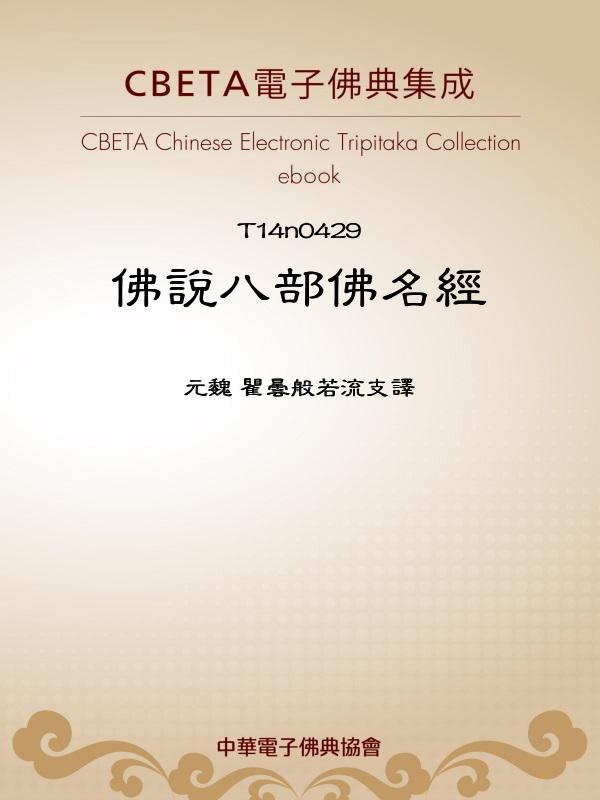 CBETA電子佛典集成
CBETA Chinese Electronic Tripitaka Collection
ebook
T14n0429
佛說八部佛名經
元魏 瞿曇般若流支譯
中華電子佛典協會